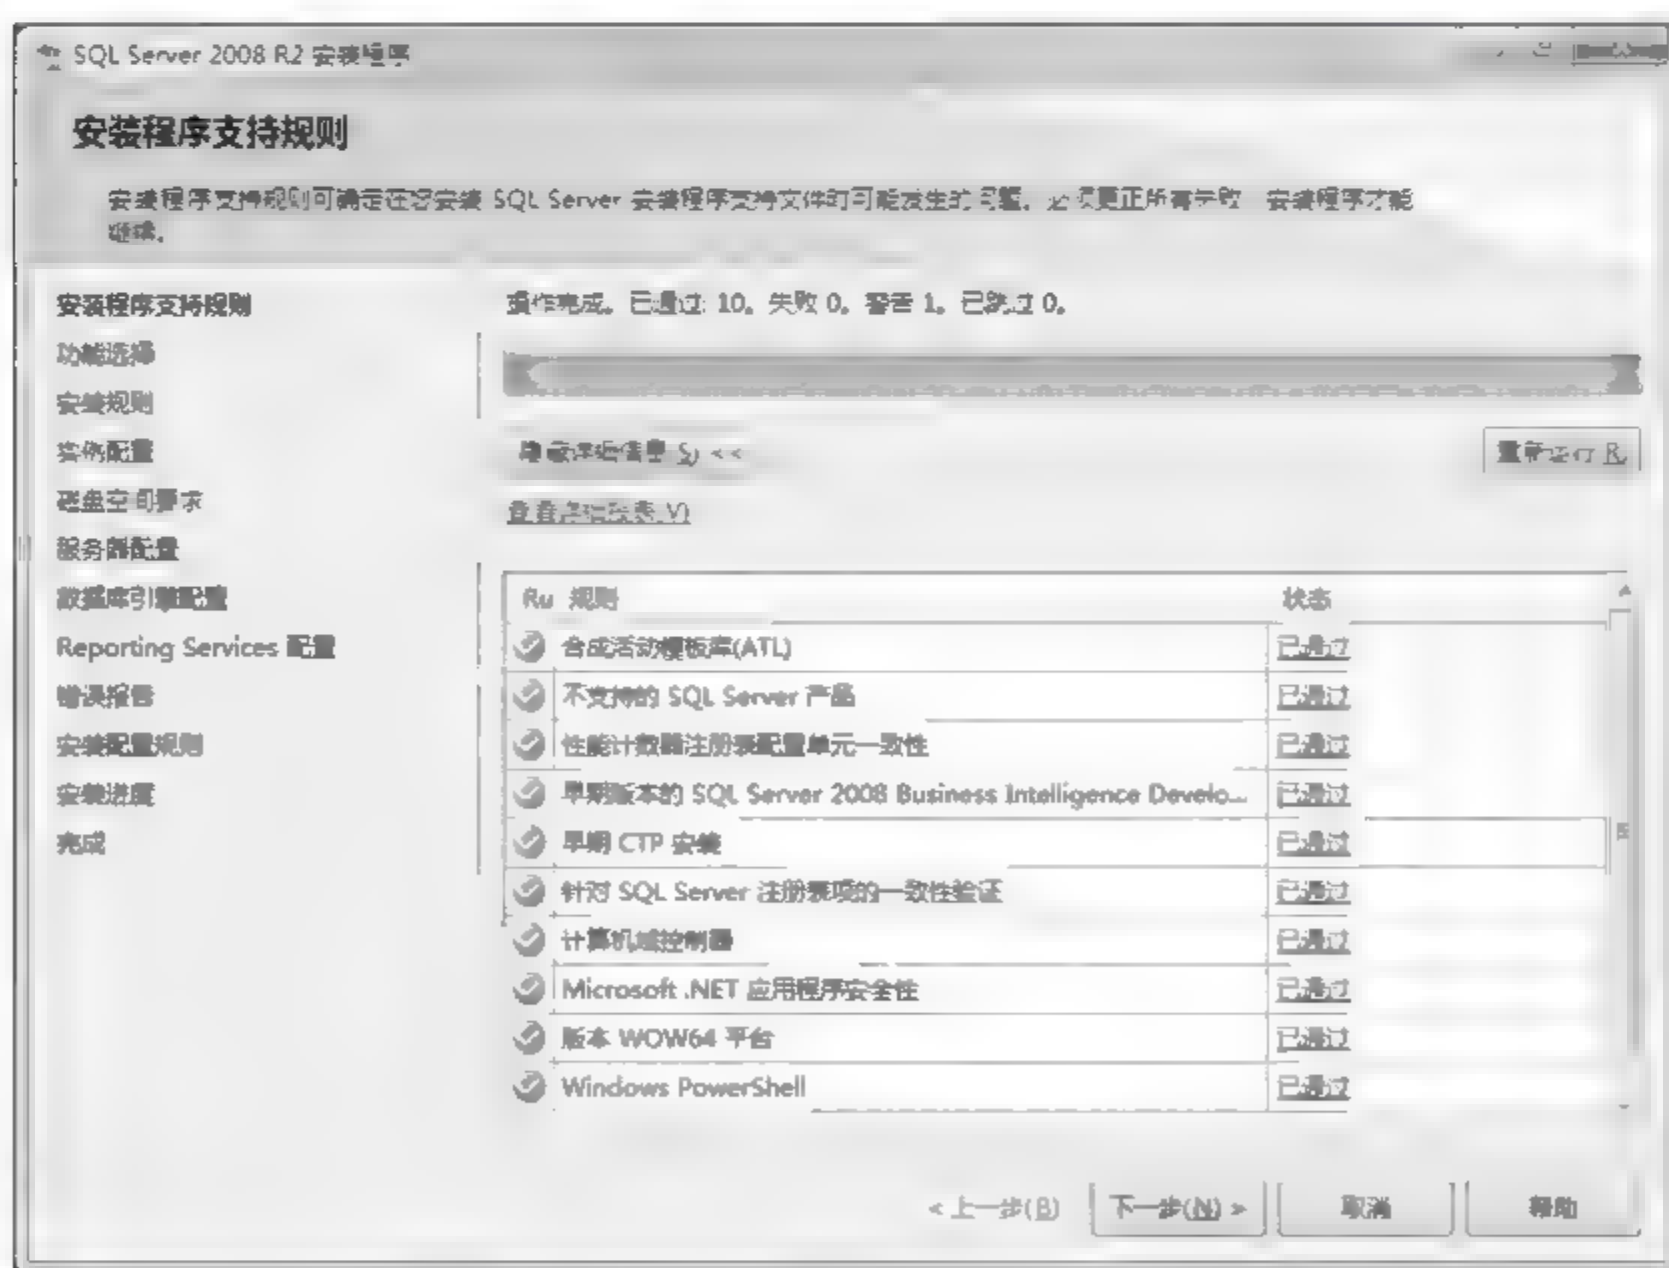 SQL Server 2008 R2 安装程序
安装程序支持规则
安装程序支持规则可确定在您安装 SQL Server 安装程序支持文件时可能发生的问题。必须更正所有失败,安装程序才能
继续。
安装程序支持规则
功能选择
安装规则
实例配置
磁盘空间要求
服务器配置
数据库引擎配置
Reporting Services 配置
错误报告
安装配置规则
安装进度
完成
操作完成。已通过: 10。失败 0。警告 1。已跳过 0。
隐藏详细信息(S) <<
重新运行(R)
查看详细报表(V)
Ru 规则 状态
合成活动模板库(ATL) 已通过
不支持的 SQL Server 产品 已通过
性能计数器注册表配置单元一致性 已通过
早期版本的 SQL Server 2008 Business Intelligence Develo... 已通过
早期 CTP 安装 已通过
针对 SQL Server 注册表项的一致性验证 已通过
计算机域控制器 已通过
Microsoft .NET 应用程序安全性 已通过
版本 WOW64 平台 已通过
Windows PowerShell 已通过
< 上一步(B) 下一步(N) > 取消 帮助